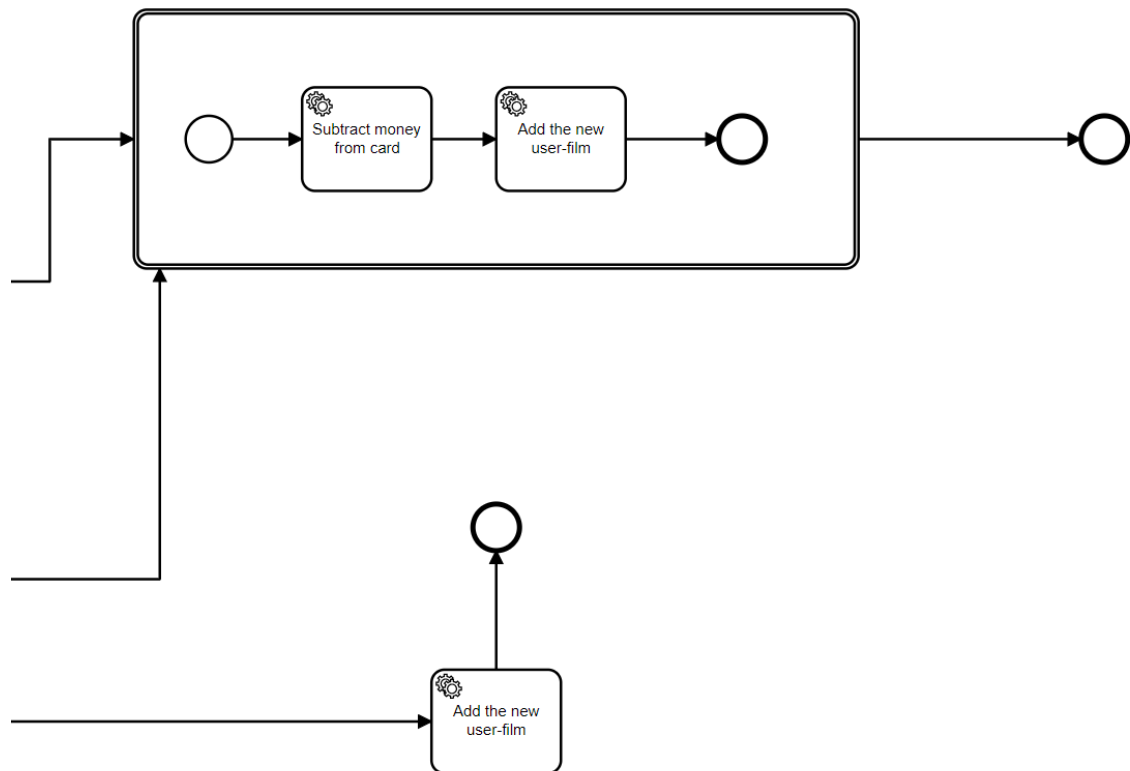 Subtract money
from card
Add the new
user-film
Add the new
user-film